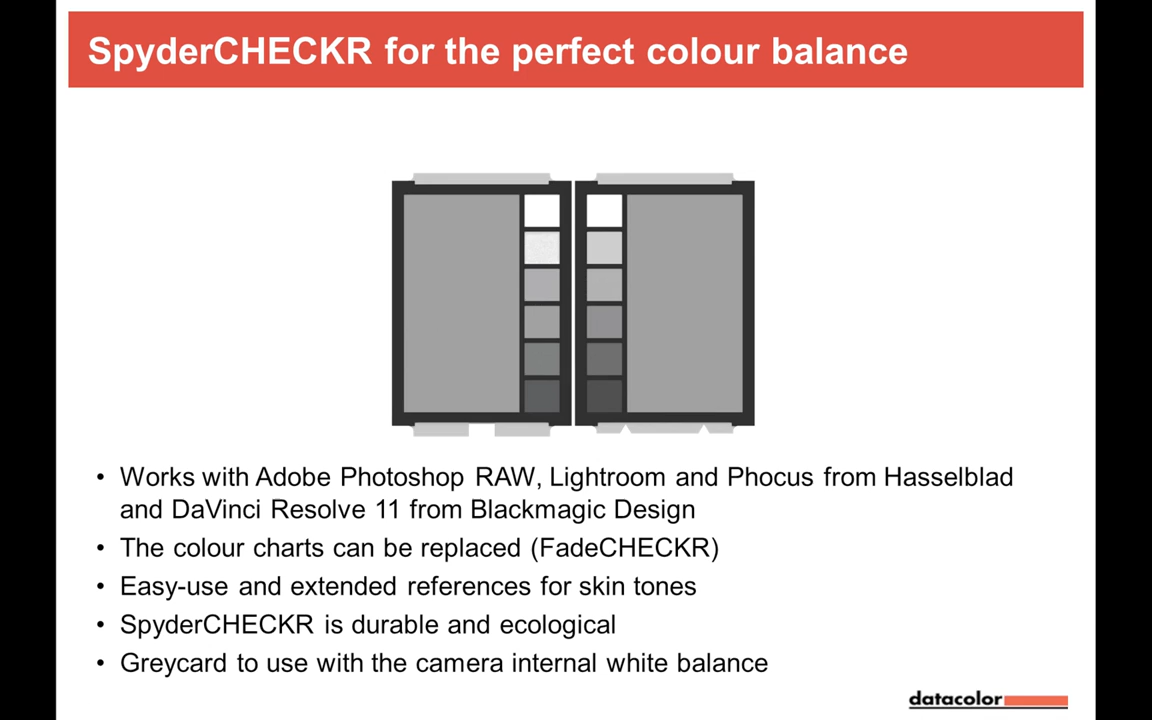 SpyderCHECKR for the perfect colour balance
• Works with Adobe Photoshop RAW, Lightroom and Phocus from Hasselblad
and DaVinci Resolve 11 from Blackmagic Design
• The colour charts can be replaced (FadeCHECKR)
• Easy-use and extended references for skin tones
• SpyderCHECKR is durable and ecological
• Greycard to use with the camera internal white balance
datacolor